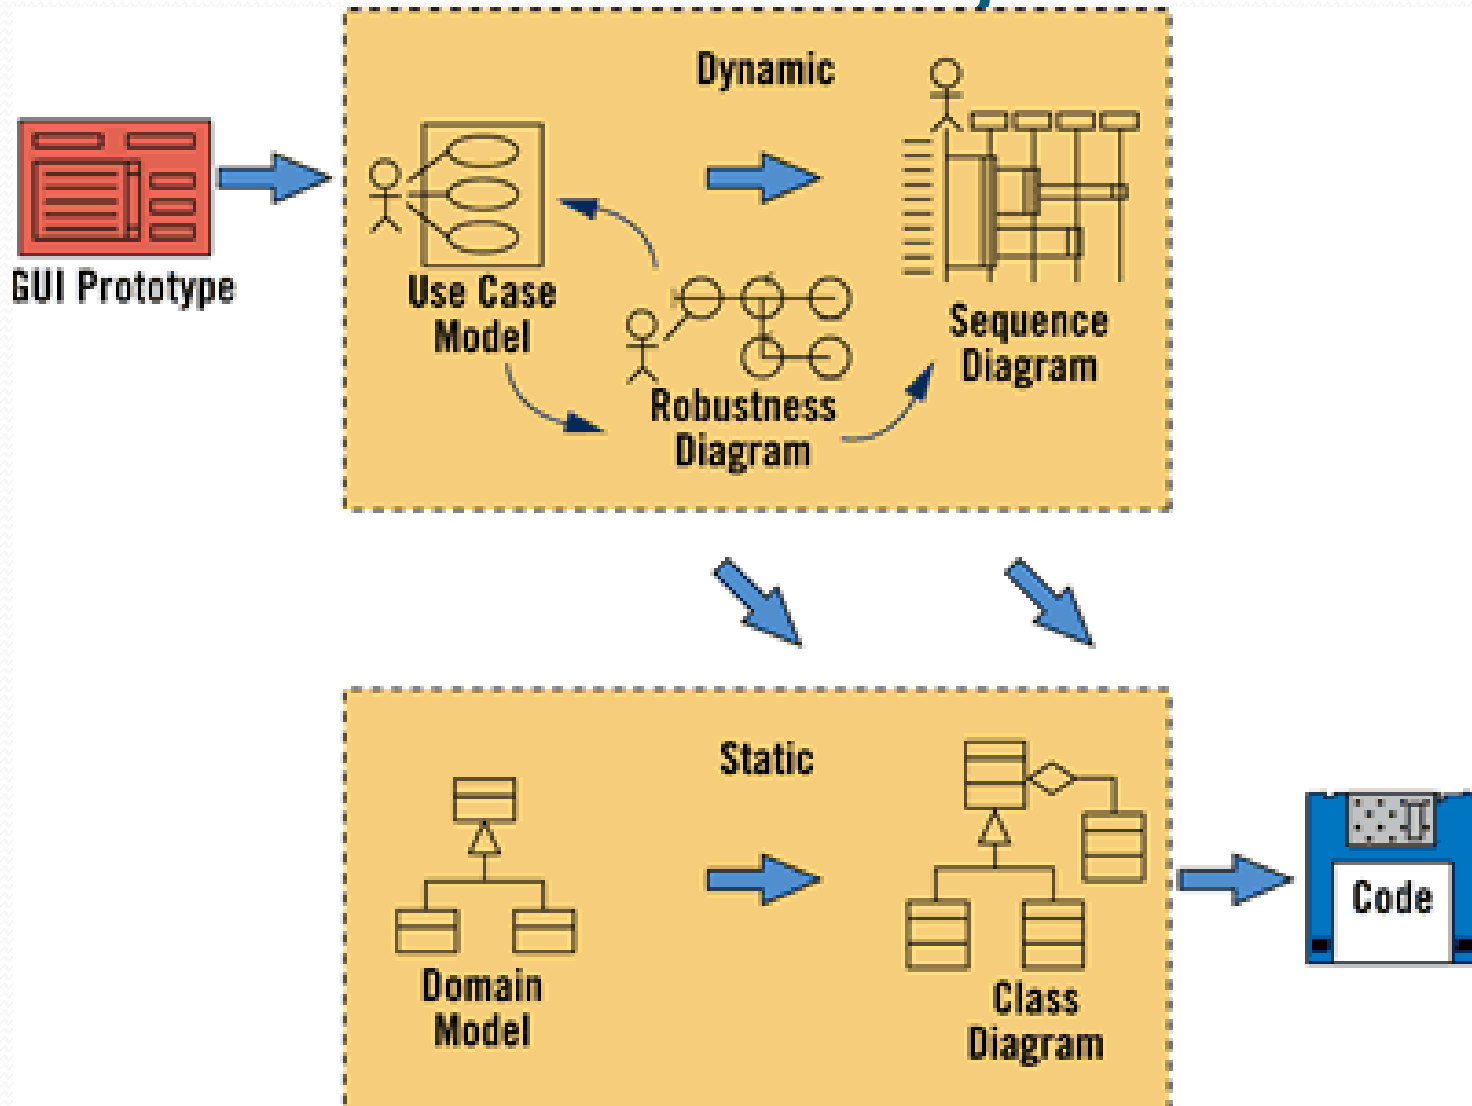 Dynamic
GUI Prototype
Use Case
Model
Robustness
Diagram
Sequence
Diagram
Static
Domain
Model
Class
Diagram
Code